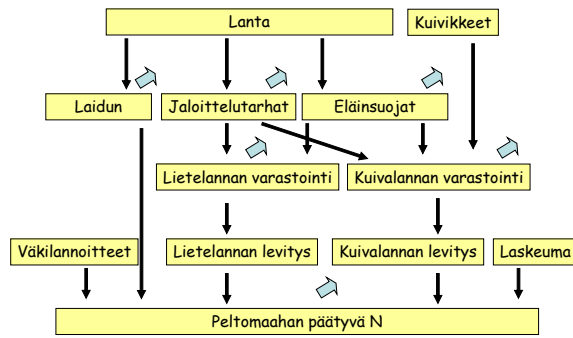 Lanta
Kuivikkeet
Laidun
Jaloittelutarhat
Eläinsuojat
Lietelannan varastointi
Kuivalannan varastointi
Väkilannoitteet
Lietelannan levitys
Kuivalannan levitys
Laskeuma
Peltomaahan päätyvä N